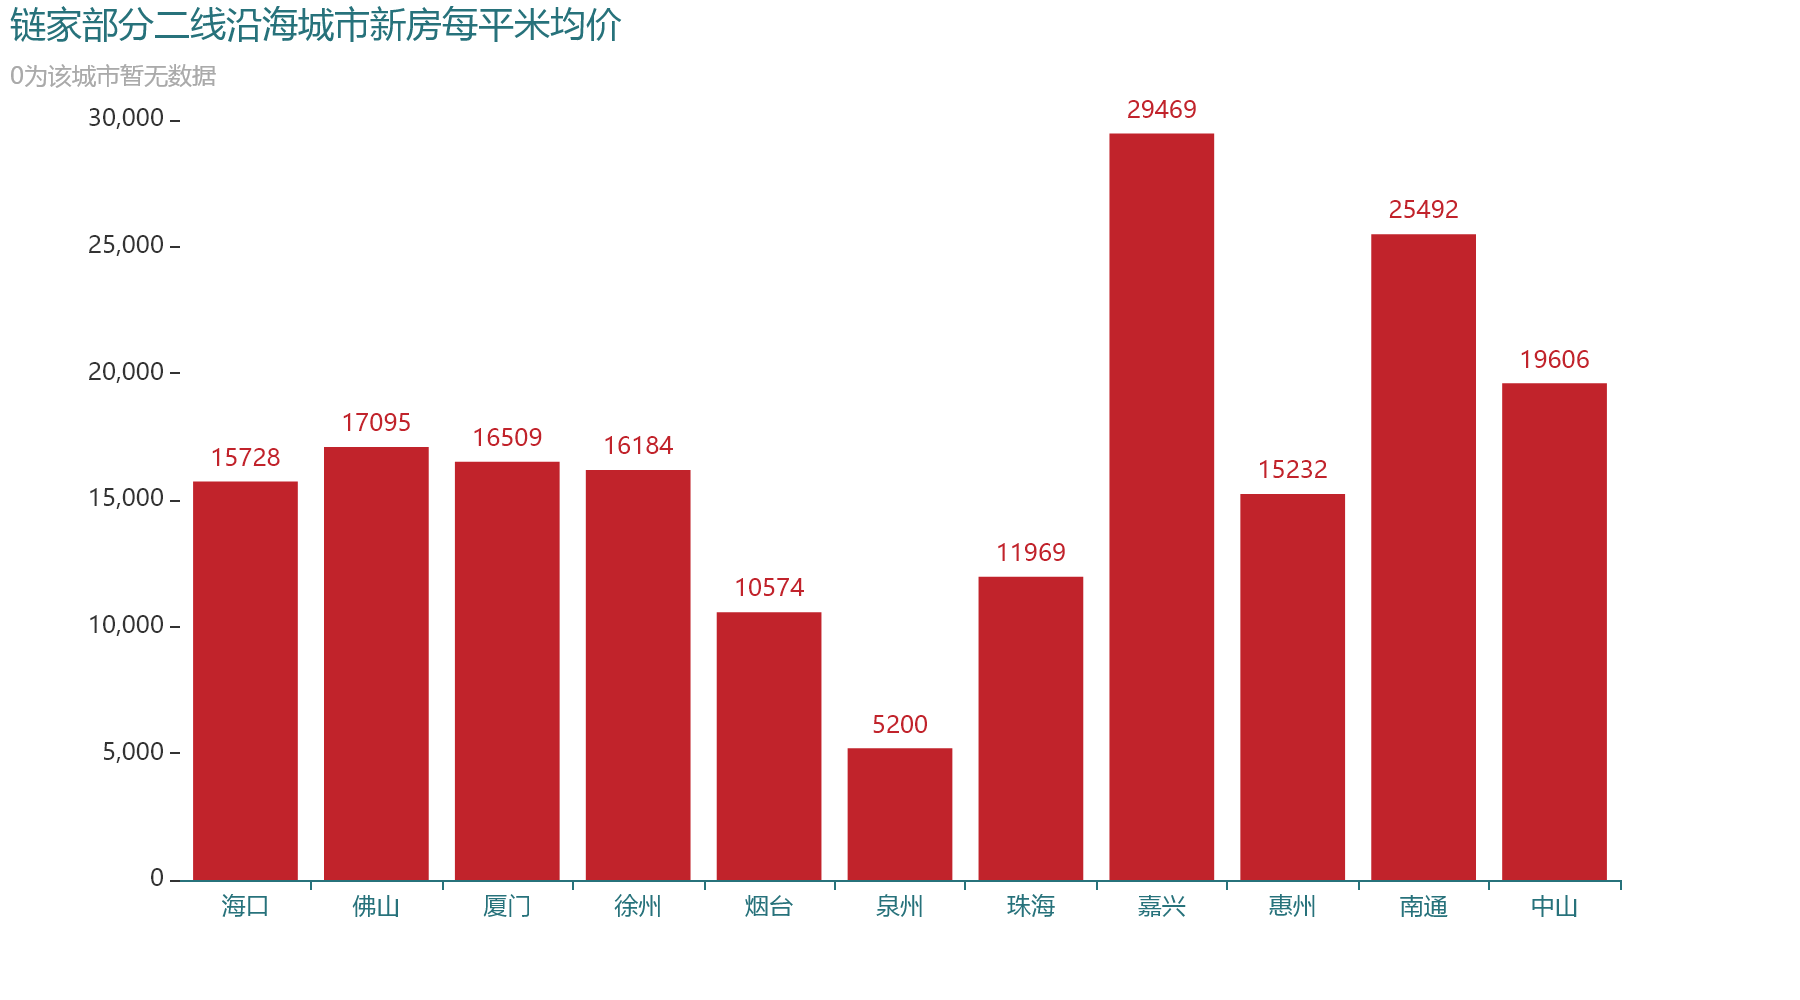 链家部分二线沿海城市新房每平米均价
0为该城市暂无数据
30,000
25,000
20,000
15,000
10,000
5,000
0
15728
17095
16509
16184
10574
5200
11969
29469
15232
25492
19606
海口
佛山
厦门
徐州
烟台
泉州
珠海
嘉兴
惠州
南通
中山